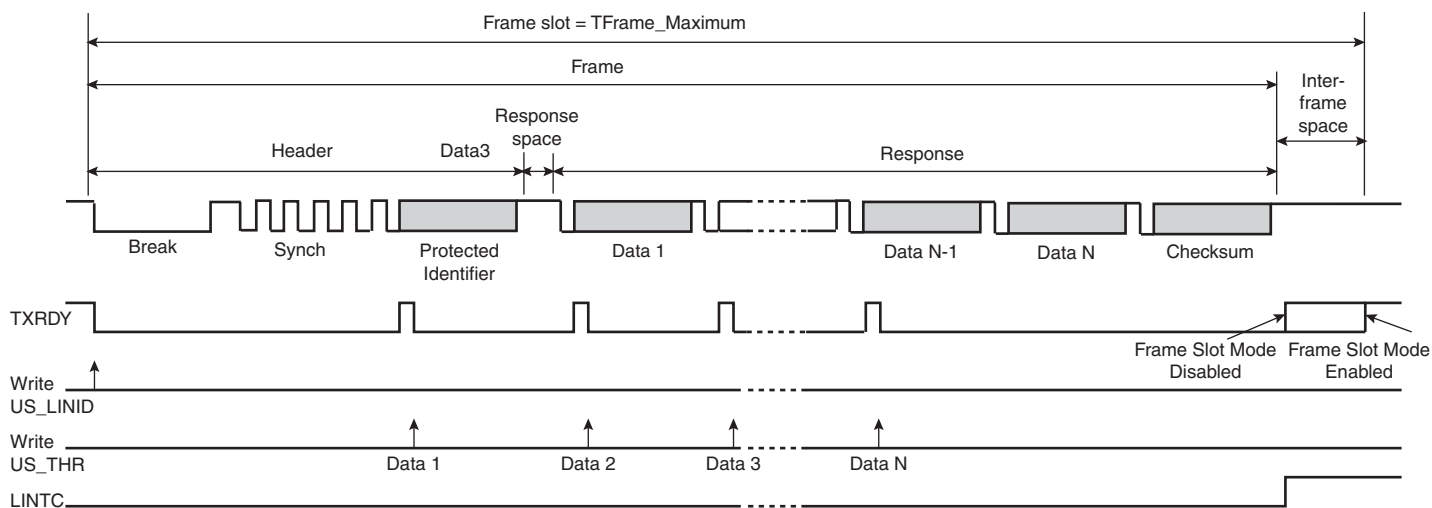 Frame slot = TFrame_Maximum
Frame
Inter-
frame
space
Response
space
Header
Data3
Response
Break
Synch
Protected
Identifier
Data 1
Data N-1
Data N
Checksum
TXRDY
Frame Slot Mode
Disabled
Frame Slot Mode
Enabled
Write
US_LINID
Write
US_THR
Data 1
Data 2
Data 3
Data N
LINTC